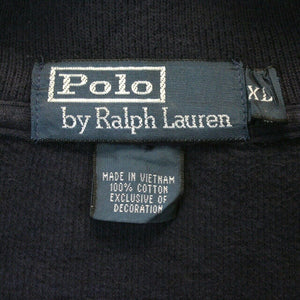 Polo
by Ralph Lauren
XL
MADE IN VIETNAM
100% COTTON
EXCLUSIVE OF
DECORATION